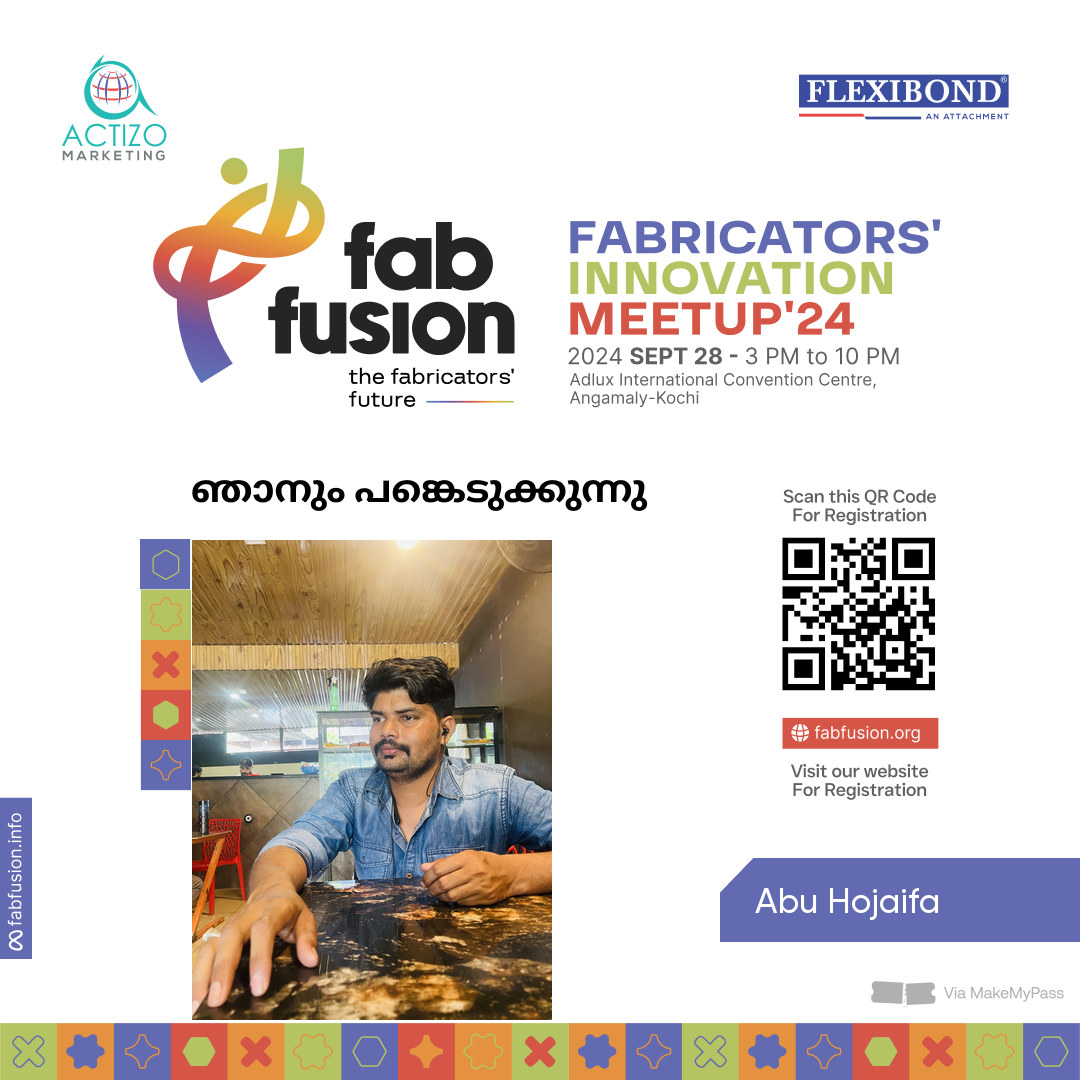 ACTIZO
MARKETING
FLEXIBOND®
AN ATTACHMENT
fab
fusion
the fabricators'
future
FABRICATORS'
INNOVATION
MEETUP'24
2024 SEPT 28 - 3 PM to 10 PM
Adlux International Convention Centre,
Angamaly-Kochi
ഞാനും പങ്കെടുക്കുന്നു
Scan this QR Code
For Registration
fabfusion.org
Visit our website
For Registration
fabfusion.info
Abu Hojaifa
Via MakeMyPass